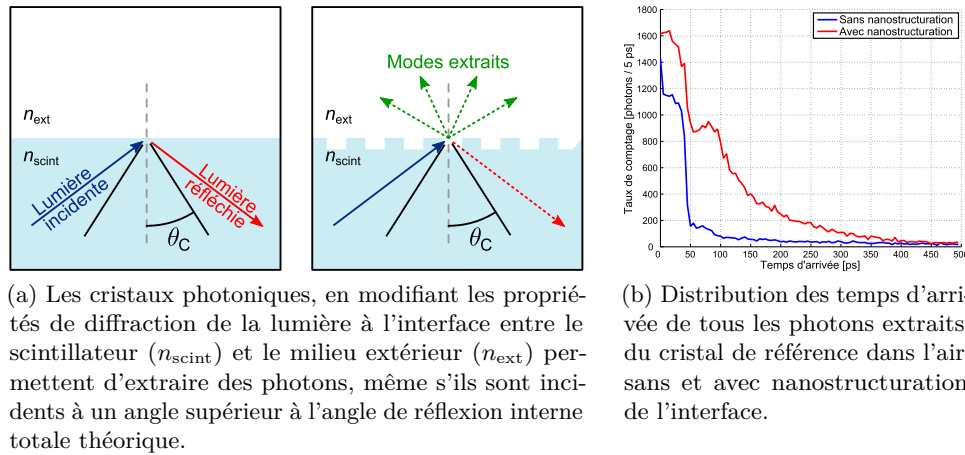 n_ext
n_scint
Lumière
incidente
Lumière
réfléchie
θ_C
Modes extraits
n_ext
n_scint
θ_C
(a) Les cristaux photoniques, en modifiant les proprié-
tés de diffraction de la lumière à l'interface entre le
scintillateur (n_scint) et le milieu extérieur (n_ext) per-
mettent d'extraire des photons, même s'ils sont inci-
dents à un angle supérieur à l'angle de réflexion interne
totale théorique.
Sans nanostructuration
Avec nanostructuration
Taux de comptage [photons / 5 ps]
1800
1600
1400
1200
1000
800
600
400
200
0
0 50 100 150 200 250 300 350 400 450 500
Temps d'arrivée [ps]
(b) Distribution des temps d'arri-
vée de tous les photons extraits
du cristal de référence dans l'air
sans et avec nanostructuration
de l'interface.